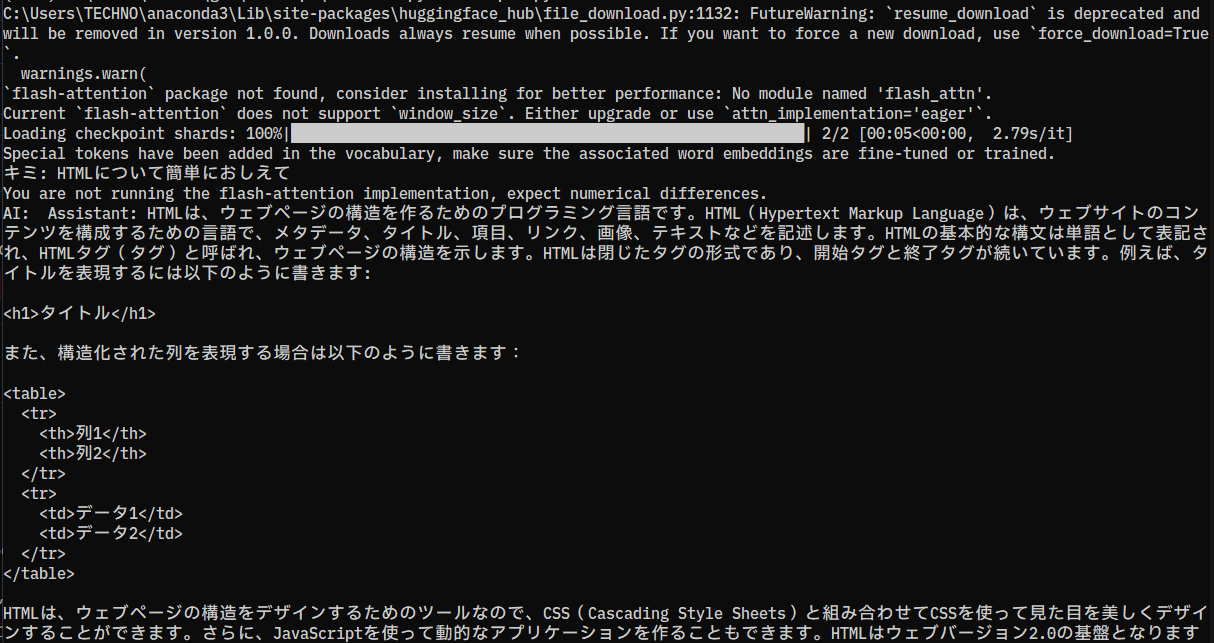 C:\Users\TECHNO\anaconda3\Lib\site-packages\huggingface_hub\file_download.py:1132: FutureWarning: `resume_download` is deprecated and
will be removed in version 1.0.0. Downloads always resume when possible. If you want to force a new download, use `force_download=True
`.
  warnings.warn(
`flash-attention` package not found, consider installing for better performance: No module named 'flash_attn'.
Current `flash-attention` does not support `window_size`. Either upgrade or use `attn_implementation='eager'`.
Loading checkpoint shards: 100%|██████████| 2/2 [00:05<00:00,  2.79s/it]
Special tokens have been added in the vocabulary, make sure the associated word embeddings are fine-tuned or trained.
キミ: HTMLについて簡単におしえて
You are not running the flash-attention implementation, expect numerical differences.
AI:  Assistant: HTMLは、ウェブページの構造を作るためのプログラミング言語です。HTML（Hypertext Markup Language）は、ウェブサイトのコン
テンツを構成するための言語で、メタデータ、タイトル、項目、リンク、画像、テキストなどを記述します。HTMLの基本的な構文は単語として表記さ
れ、HTMLタグ（タグ）と呼ばれ、ウェブページの構造を示します。HTMLは閉じたタグの形式であり、開始タグと終了タグが続いています。例えば、タ
イトルを表現するには以下のように書きます:
<h1>タイトル</h1>
また、構造化された列を表現する場合は以下のように書きます：
<table>
  <tr>
    <th>列1</th>
    <th>列2</th>
  </tr>
  <tr>
    <td>データ1</td>
    <td>データ2</td>
  </tr>
</table>
HTMLは、ウェブページの構造をデザインするためのツールなので、CSS（Cascading Style Sheets）と組み合わせてCSSを使って見た目を美しくデザイ
ンすることができます。さらに、JavaScriptを使って動的なアプリケーションを作ることもできます。HTMLはウェブバージョン2.0の基盤となります